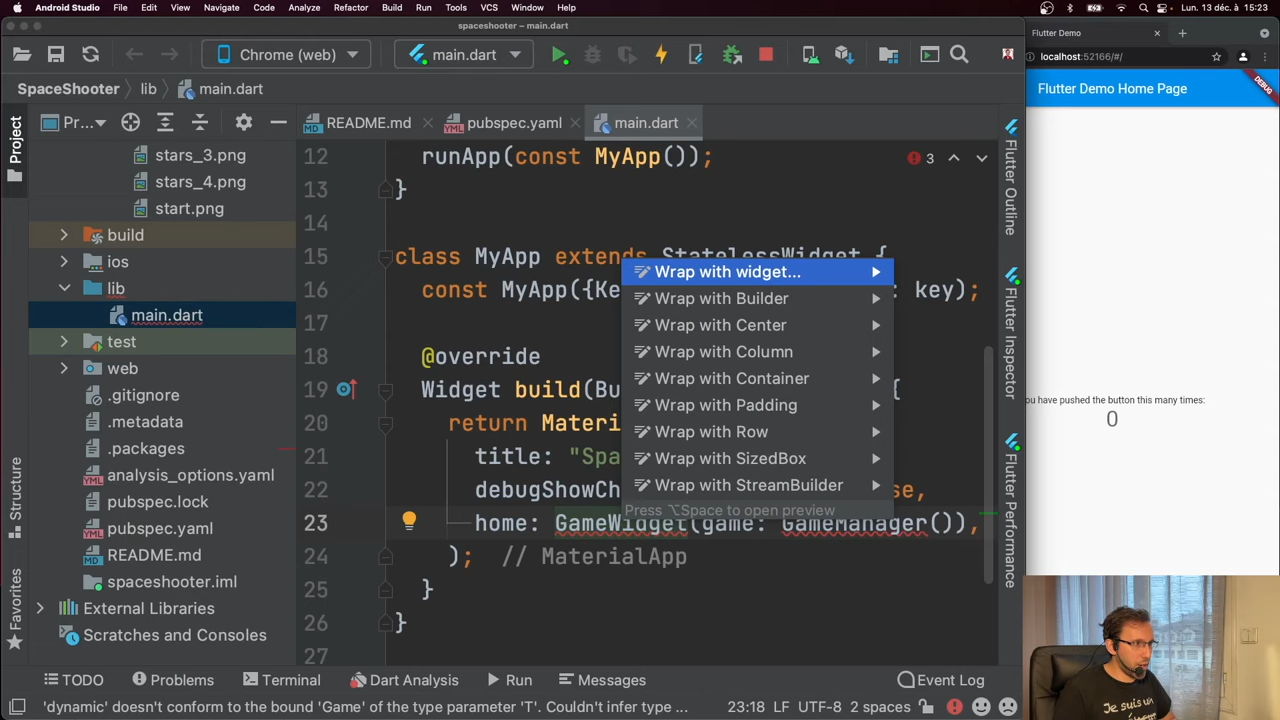 Android Studio File Edit View Navigate Code Analyze Refactor Build Run Tools VCS Window Help Lun. 13 déc. à 15:23
spaceshooter – main.dart
Flutter Demo
Chrome (web) main.dart
localhost:52166/#/
SpaceShooter lib main.dart
Flutter Demo Home Page
DEBUG
Project
Pr...
README.md pubspec.yaml main.dart
stars_3.png
stars_4.png
start.png
build
ios
lib
main.dart
test
web
.gitignore
.metadata
.packages
analysis_options.yaml
pubspec.lock
pubspec.yaml
README.md
spaceshooter.iml
External Libraries
Scratches and Consoles
Structure
Favorites
3
12 runApp(const MyApp());
13 }
14
15 class MyApp extends StatelessWidget {
16 const MyApp({Ke key);
17
18 @override
19 Widget build(Bu {
20 return Materi
21 title: "Spa
22 debugShowCh se,
23 home: GameWidget(game: GameManager()),
24 ); // MaterialApp
25 }
26 }
27
Wrap with widget...
Wrap with Builder
Wrap with Center
Wrap with Column
Wrap with Container
Wrap with Padding
Wrap with Row
Wrap with SizedBox
Wrap with StreamBuilder
Press ⌥Space to open preview
Flutter Outline
Flutter Inspector
Flutter Performance
ou have pushed the button this many times:
0
TODO Problems Terminal Dart Analysis Run Messages Event Log
'dynamic' doesn't conform to the bound 'Game' of the type parameter 'T'. Couldn't infer type ... 23:18 LF UTF-8 2 spaces
Je suis un